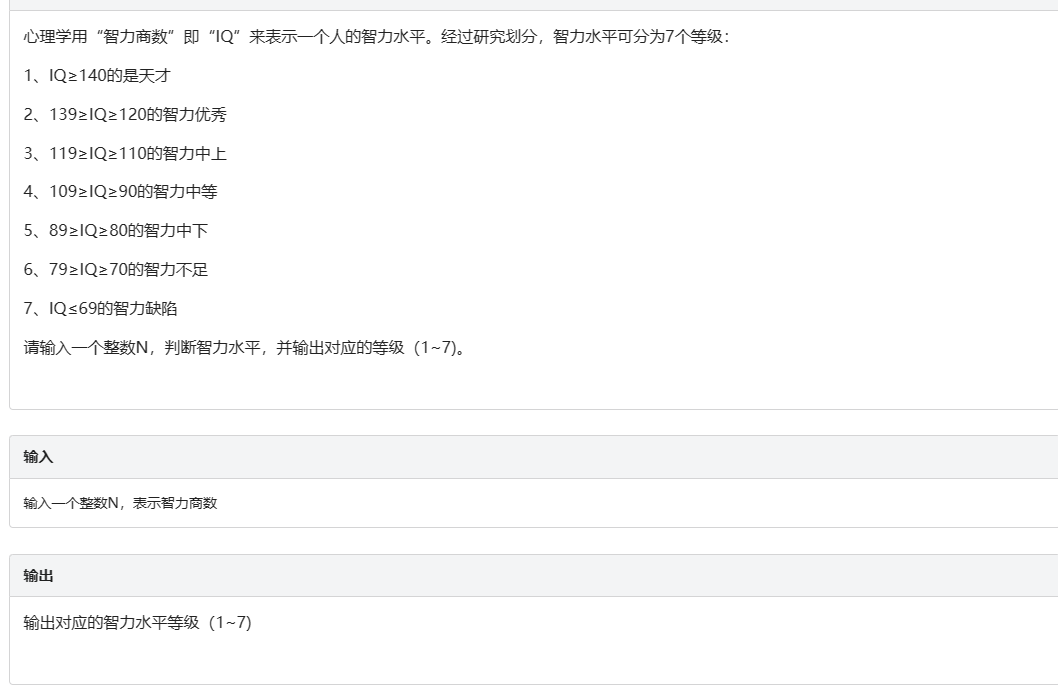 心理学用“智力商数”即“IQ”来表示一个人的智力水平。经过研究划分，智力水平可分为7个等级：
1、IQ≥140的是天才
2、139≥IQ≥120的智力优秀
3、119≥IQ≥110的智力中上
4、109≥IQ≥90的智力中等
5、89≥IQ≥80的智力中下
6、79≥IQ≥70的智力不足
7、IQ≤69的智力缺陷
请输入一个整数N，判断智力水平，并输出对应的等级（1~7)。
输入
输入一个整数N，表示智力商数
输出
输出对应的智力水平等级（1~7)